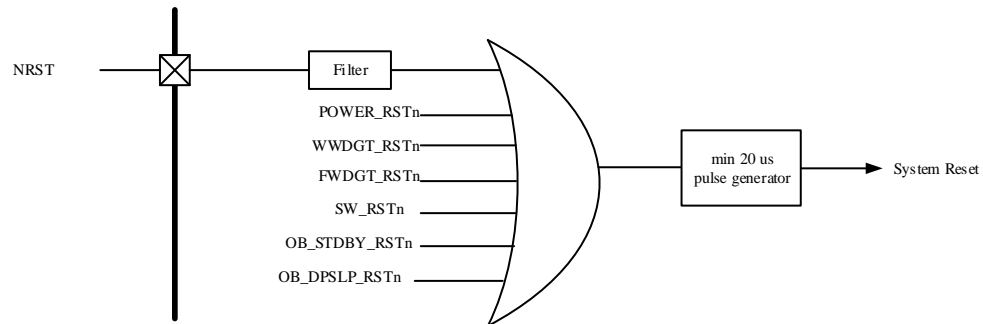 NRST
Filter
POWER_RSTn
WWDGT_RSTn
FWDGT_RSTn
SW_RSTn
OB_STDBY_RSTn
OB_DPSLP_RSTn
min 20 us
pulse generator
System Reset